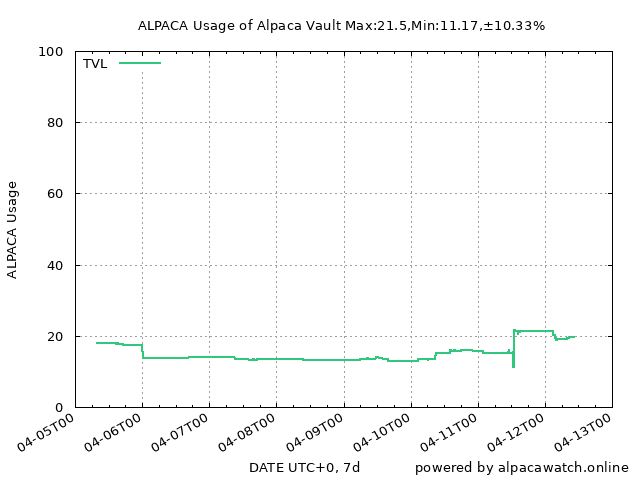 ALPACA Usage of Alpaca Vault Max:21.5,Min:11.17,±10.33%
100
TVL
80
60
ALPACA Usage
40
20
0
04-05T00 04-06T00 04-07T00 04-08T00 04-09T00 04-10T00 04-11T00 04-12T00 04-13T00
DATE UTC+0, 7d powered by alpacawatch.online